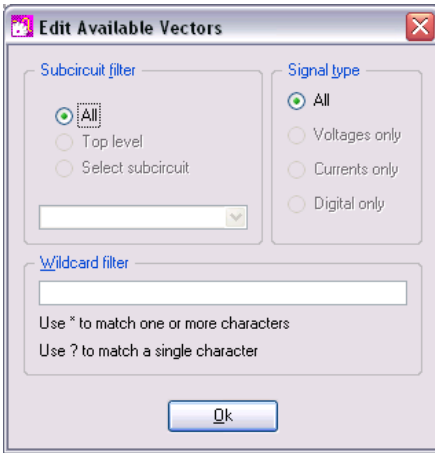 Edit Available Vectors
Subcircuit filter
All
Top level
Select subcircuit
Signal type
All
Voltages only
Currents only
Digital only
Wildcard filter
Use * to match one or more characters
Use ? to match a single character
Ok